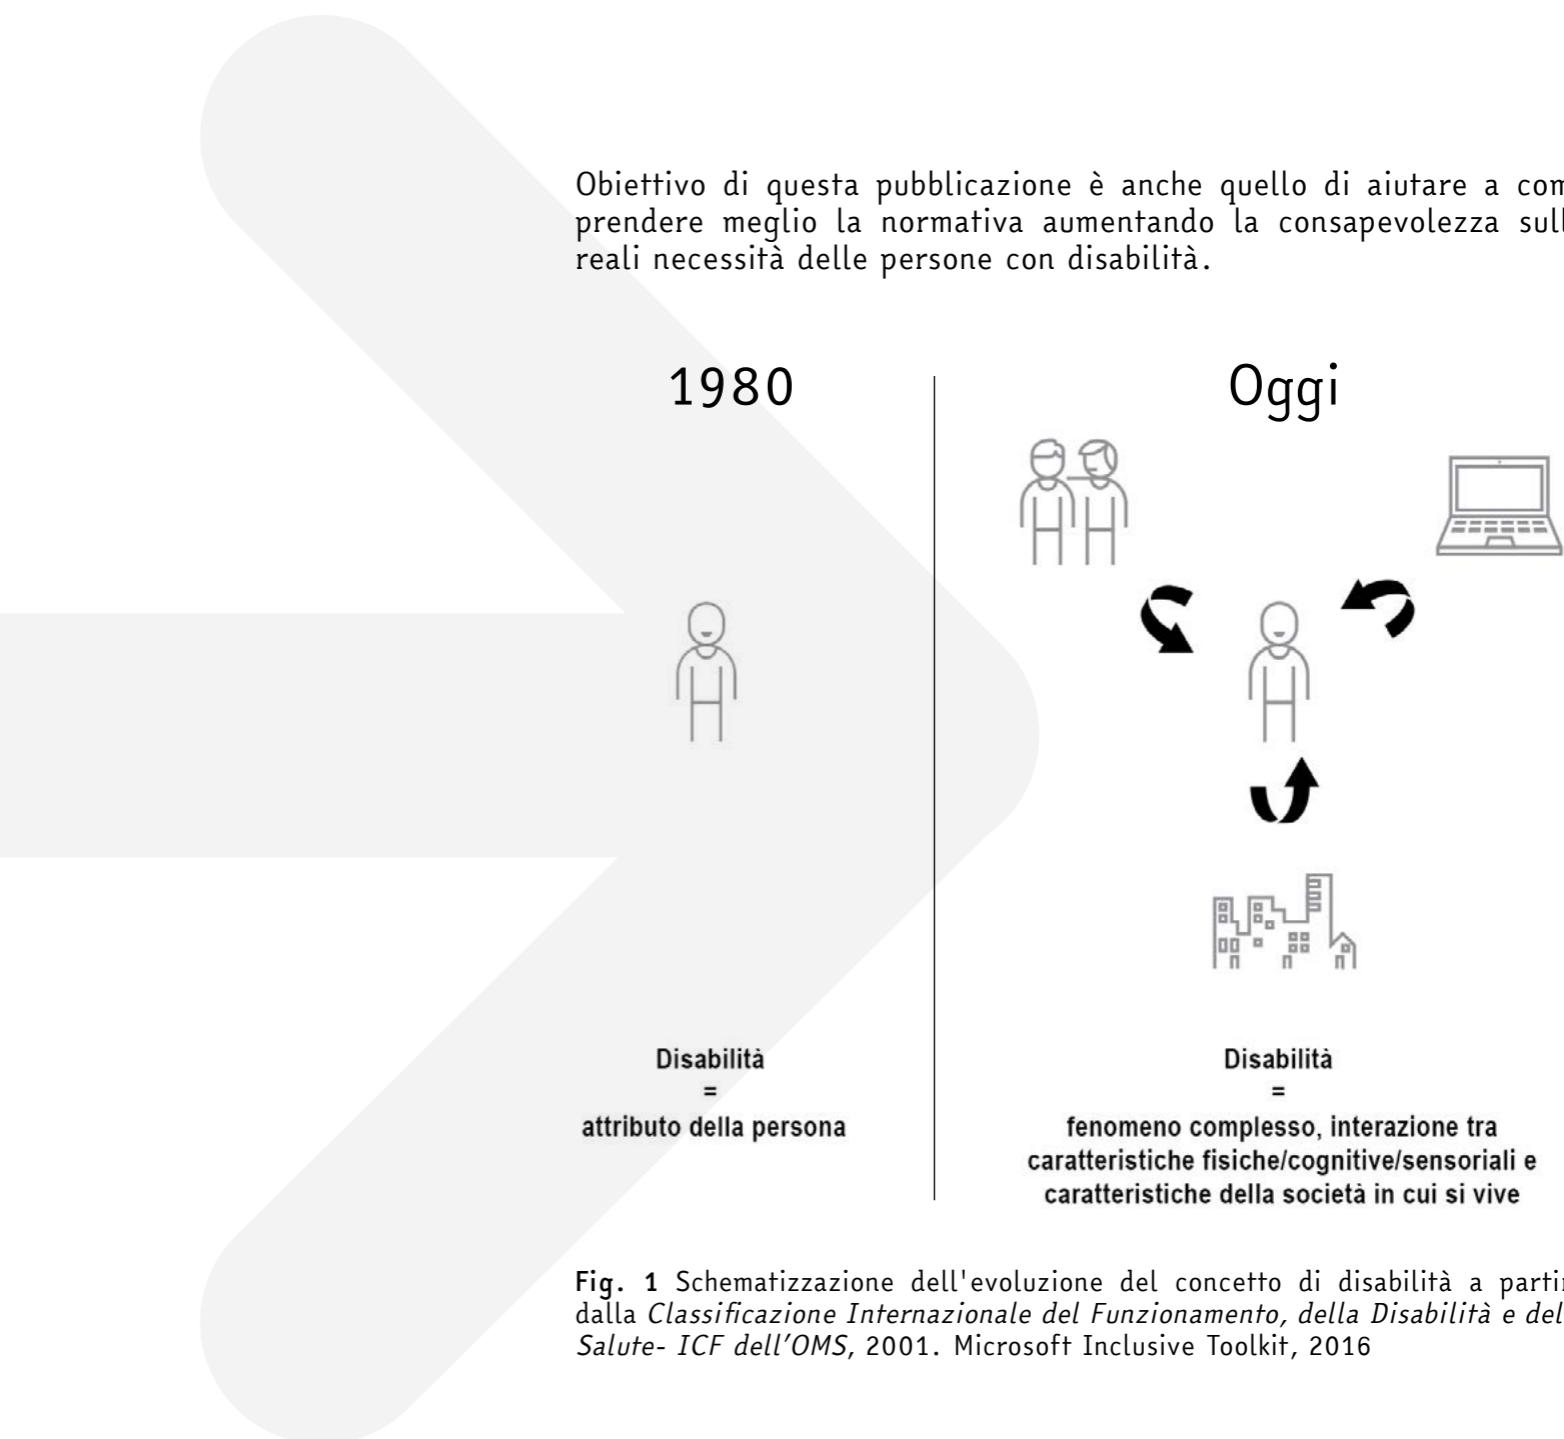 Obiettivo di questa pubblicazione è anche quello di aiutare a com
prendere meglio la normativa aumentando la consapevolezza sull
reali necessità delle persone con disabilità.
1980
Oggi
Disabilità
=
attributo della persona
Disabilità
=
fenomeno complesso, interazione tra
caratteristiche fisiche/cognitive/sensoriali e
caratteristiche della società in cui si vive
Fig. 1 Schematizzazione dell'evoluzione del concetto di disabilità a partir
dalla Classificazione Internazionale del Funzionamento, della Disabilità e del
Salute- ICF dell’OMS, 2001. Microsoft Inclusive Toolkit, 2016